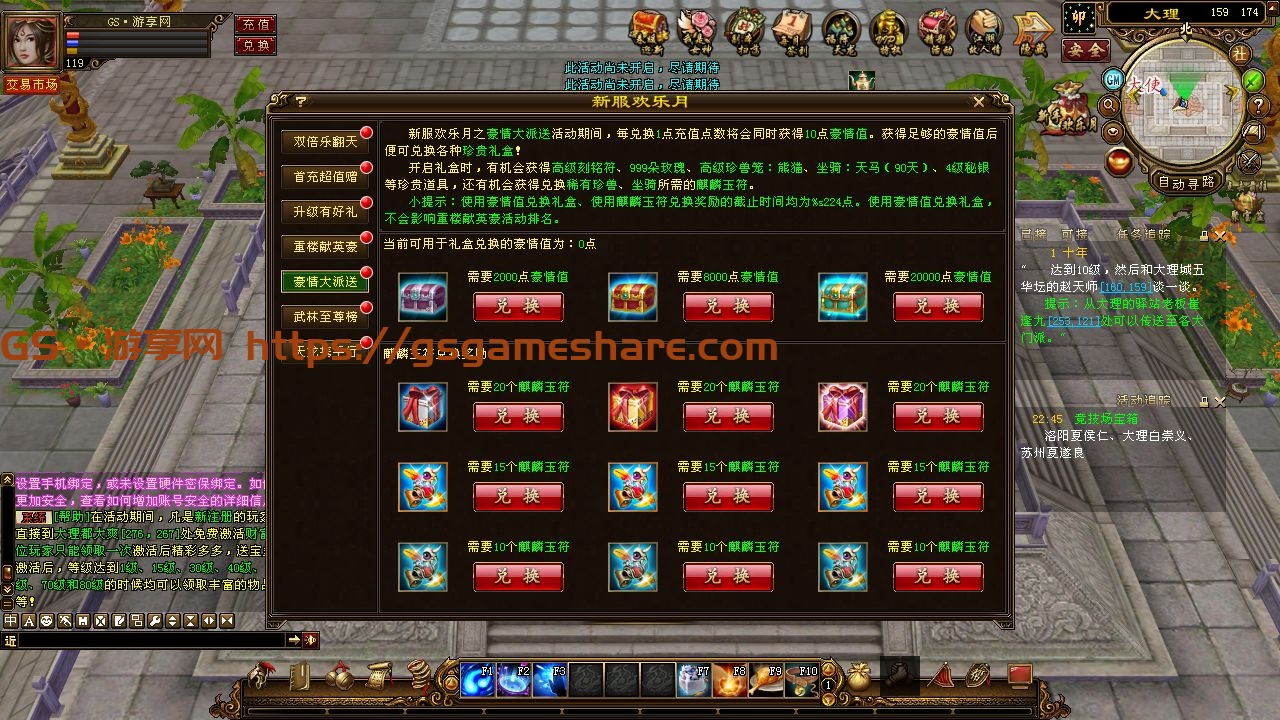 GS·游享网
充值
兑换
119
交易市场
大理
159 174
北
卯
安全
社
GM
自动寻路
此活动尚未开启，尽请期待
此活动尚未开启，尽请期待
新服欢乐月
双倍乐翻天
首充超值赠
升级有好礼
重楼献英豪
豪情大派送
武林至尊榜
新服欢乐月之豪情大派送活动期间，每兑换1点充值点数将会同时获得10点豪情值。获得足够的豪情值后
便可兑换各种珍贵礼盒！
开启礼盒时，有机会获得高级刻铭符、999朵玫瑰、高级珍兽笼：熊猫、坐骑：天马（90天）、4级秘银
等珍贵道具，还有机会获得兑换稀有珍兽、坐骑所需的麒麟玉符。
小提示：使用豪情值兑换礼盒、使用麒麟玉符兑换奖励的截止时间均为%s224点。使用豪情值兑换礼盒，
不会影响重楼献英豪活动排名。
当前可用于礼盒兑换的豪情值为：0点
需要2000点豪情值
兑换
需要8000点豪情值
兑换
需要20000点豪情值
兑换
GS·游享网 https://gsgameshare.com
需要20个麒麟玉符
兑换
需要20个麒麟玉符
兑换
需要20个麒麟玉符
兑换
需要15个麒麟玉符
兑换
需要15个麒麟玉符
兑换
需要15个麒麟玉符
兑换
需要10个麒麟玉符
兑换
需要10个麒麟玉符
兑换
需要10个麒麟玉符
兑换
已接 可接 任务追踪
1 十年
“ 达到10级，然后和大理城五
华坛的赵天师[160,159]谈一谈。
提示：从大理的驿站老板崔
逢九[253,121]处可以传送至各大
门派。”
活动追踪
22:45 竞技场宝箱
洛阳夏侯仁、大理白崇义、
苏州莫遂良
设置手机绑定，或未设置硬件密保绑定。如
更加安全，查看如何增加账号安全的详细信
[帮助]在活动期间，凡是新注册的玩家
直接到大理都大爽[276,267]处免费激活财富
位玩家只能领取一次激活后精彩多多，送宝
激活后，等级达到1级、15级、30级、40级、
级、70级和80级的时候均可以领取丰富的物品
等！
近
F1 F2 F3 F7 F8 F9 F10
1